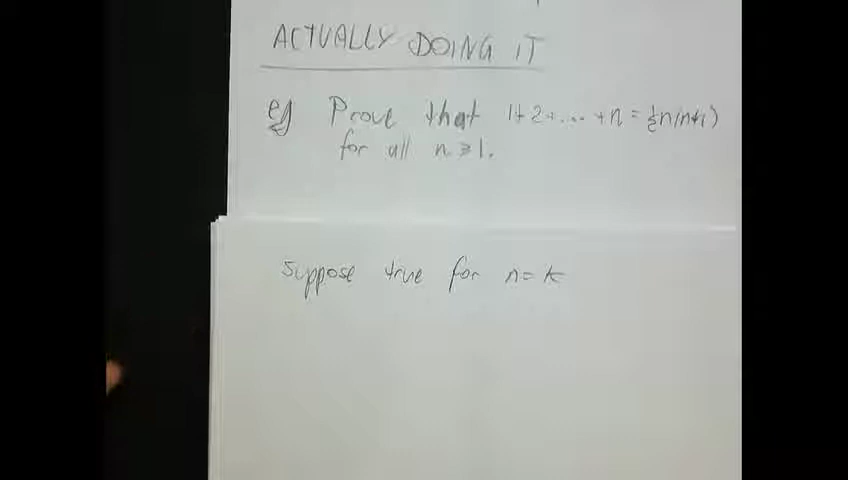 ACTUALLY DOING IT
eg Prove that 1+2+...+n = ½n(n+1)
for all n ≥ 1.
Suppose true for n = k